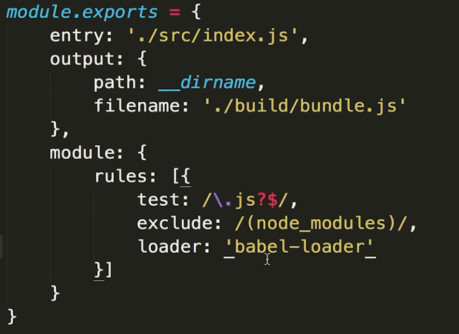 module.exports = {
entry: './src/index.js',
output: {
path: __dirname,
filename: './build/bundle.js'
},
module: {
rules: [{
test: /\.js?$/,
exclude: /(node_modules)/,
loader: 'babel-loader'
}]
}
}